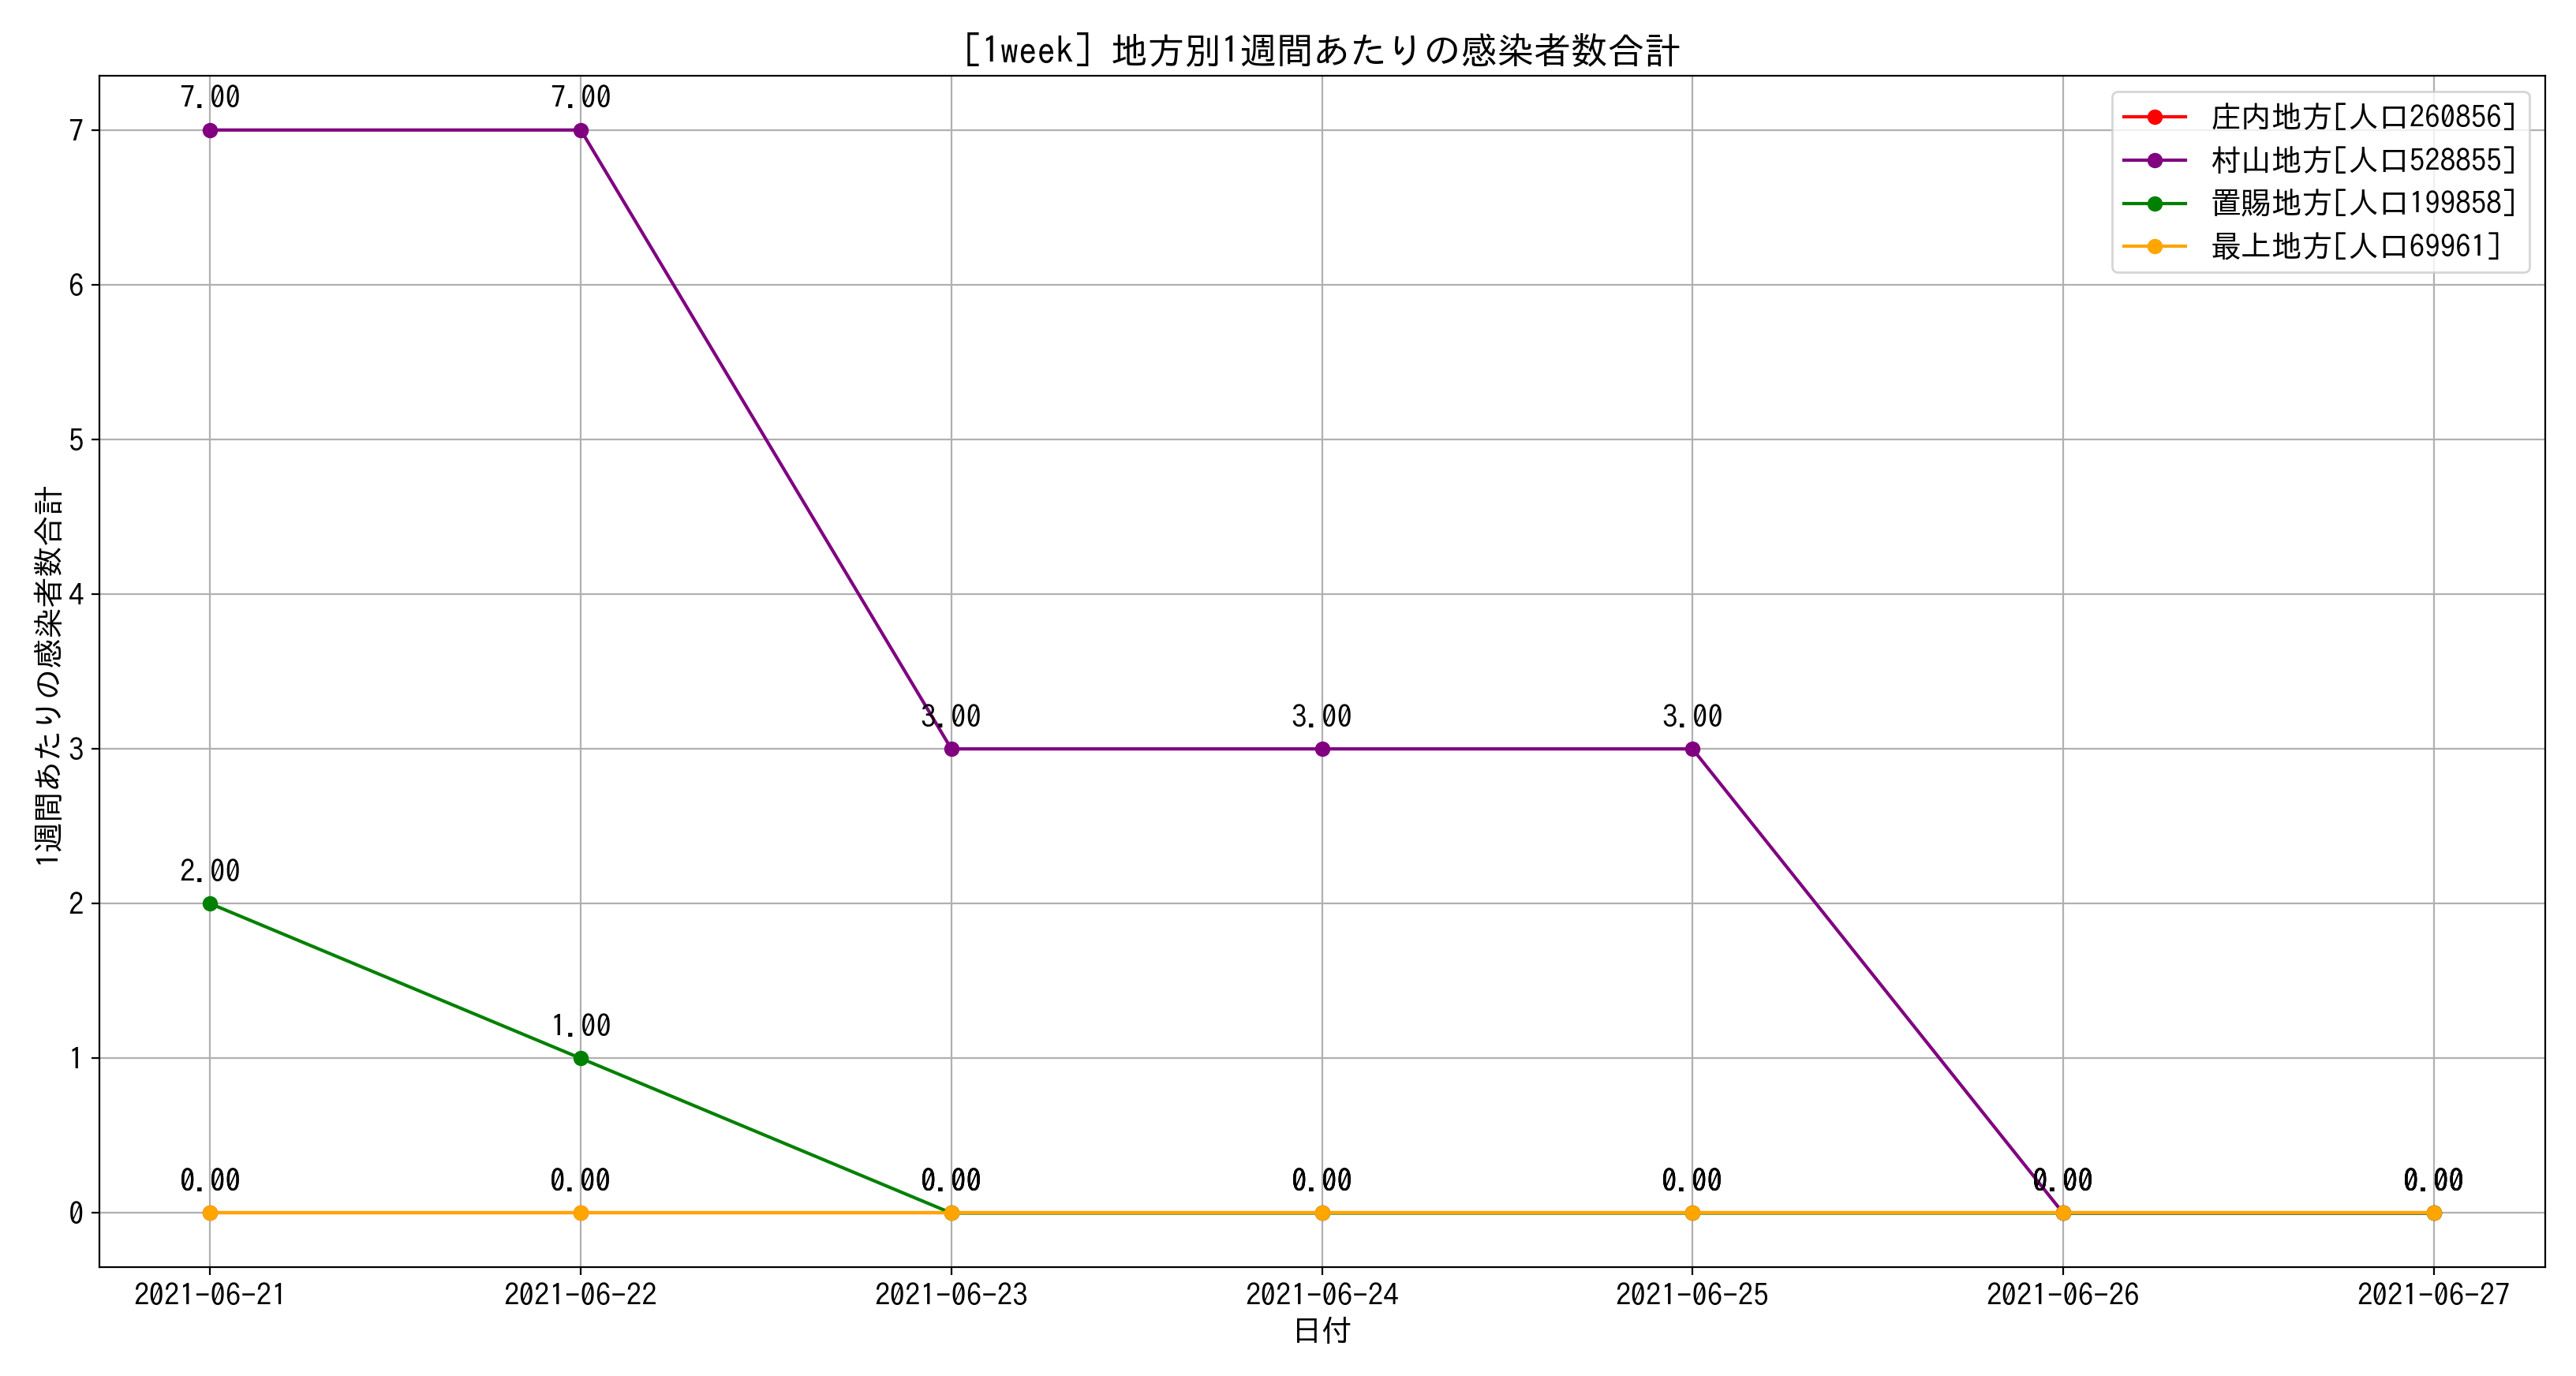 [1week] 地方別1週間あたりの感染者数合計
庄内地方[人口260856]
村山地方[人口528855]
置賜地方[人口199858]
最上地方[人口69961]
1週間あたりの感染者数合計
7
6
5
4
3
2
1
0
7.00 7.00
3.00 3.00 3.00
2.00
1.00
0.00 0.00 0.00 0.00 0.00 0.00 0.00
2021-06-21 2021-06-22 2021-06-23 2021-06-24 2021-06-25 2021-06-26 2021-06-27
日付